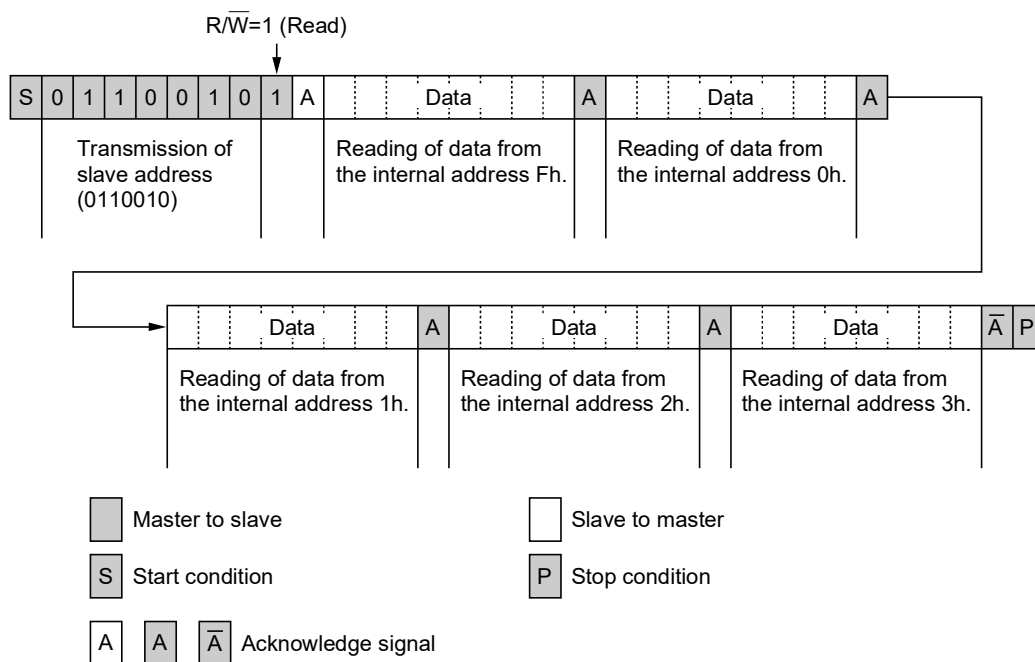 R/W̅=1 (Read)
S 0 1 1 0 0 1 0 1 A Data A Data A
Transmission of
slave address
(0110010)
Reading of data from
the internal address Fh.
Reading of data from
the internal address 0h.
Data A Data A Data A̅ P
Reading of data from
the internal address 1h.
Reading of data from
the internal address 2h.
Reading of data from
the internal address 3h.
Master to slave
Slave to master
S Start condition
P Stop condition
A A A̅ Acknowledge signal